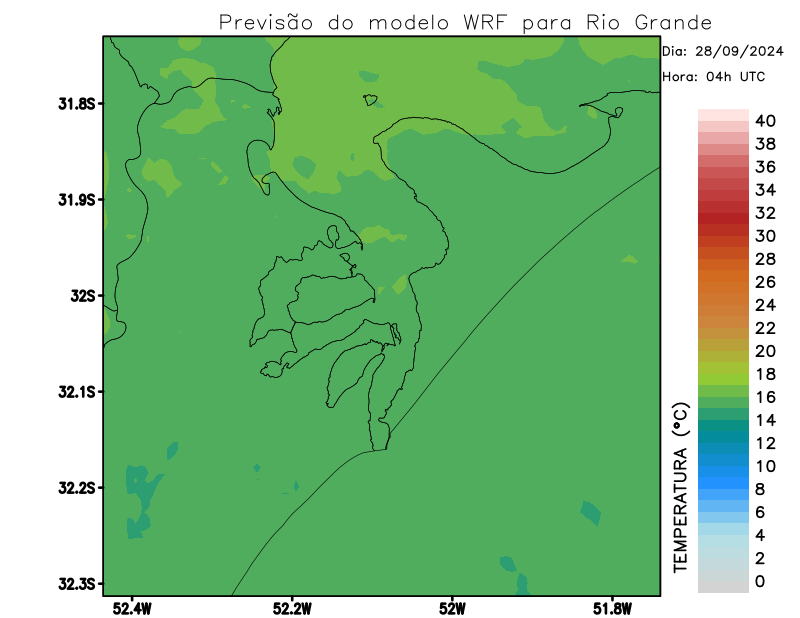 Previsão do modelo WRF para Rio Grande
Dia: 28/09/2024
Hora: 04h UTC
31.8S
31.9S
32S
32.1S
32.2S
32.3S
52.4W
52.2W
52W
51.8W
TEMPERATURA (°C)
40
38
36
34
32
30
28
26
24
22
20
18
16
14
12
10
8
6
4
2
0